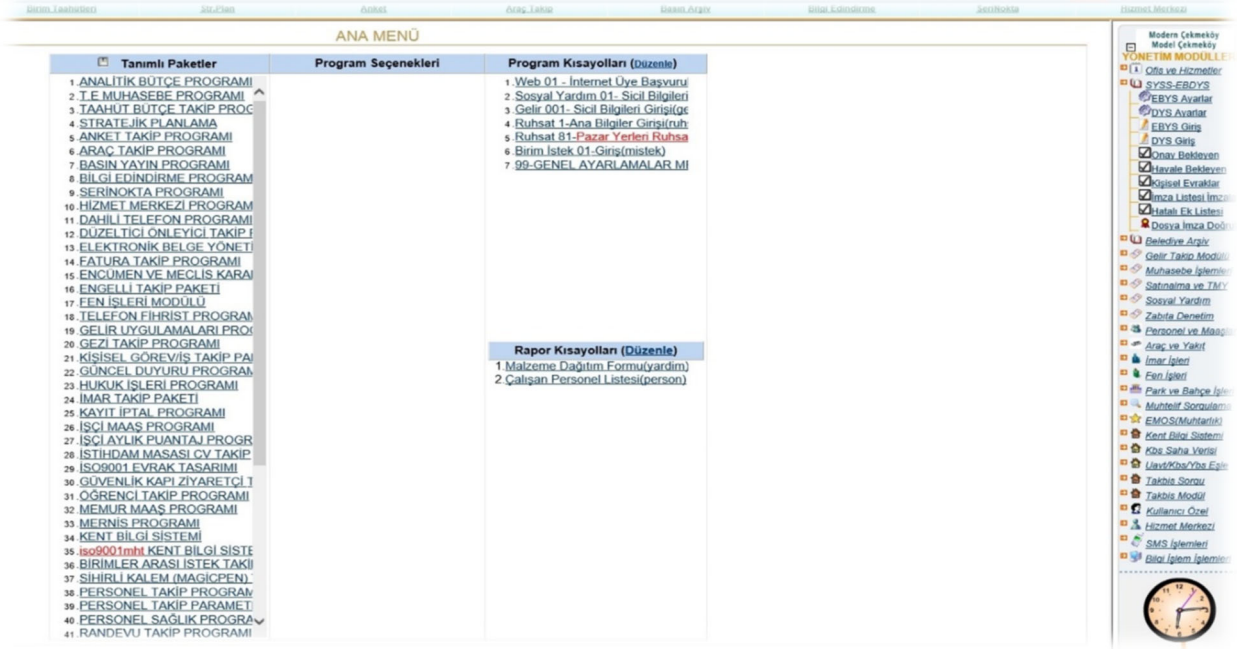 Birim Taahütleri Str.Plan Anket Araç Takip Basın Arşiv Bilgi Edindirme SeriNokta Hizmet Merkezi
ANA MENÜ
Tanımlı Paketler
1.ANALİTİK BÜTÇE PROGRAMI
2.T.E MUHASEBE PROGRAMI
3.TAAHÜT BÜTÇE TAKİP PROG
4.STRATEJİK PLANLAMA
5.ANKET TAKİP PROGRAMI
6.ARAÇ TAKİP PROGRAMI
7.BASIN YAYIN PROGRAMI
8.BİLGİ EDİNDİRME PROGRAM
9.SERİNOKTA PROGRAMI
10.HİZMET MERKEZİ PROGRAM
11.DAHİLİ TELEFON PROGRAMI
12.DÜZELTİCİ ÖNLEYİCİ TAKİP
13.ELEKTRONİK BELGE YÖNETİ
14.FATURA TAKİP PROGRAMI
15.ENCÜMEN VE MECLİS KARAI
16.ENGELLİ TAKİP PAKETİ
17.FEN İŞLERİ MODÜLÜ
18.TELEFON FİHRİST PROGRAM
19.GELİR UYGULAMALARI PRO
20.GEZİ TAKİP PROGRAMI
21.KİŞİSEL GÖREV/İŞ TAKİP PA
22.GÜNCEL DUYURU PROGRAM
23.HUKUK İŞLERİ PROGRAMI
24.İMAR TAKİP PAKETİ
25.KAYIT İPTAL PROGRAMI
26.İŞÇİ MAAŞ PROGRAMI
27.İŞÇİ AYLIK PUANTAJ PROGR
28.İSTİHDAM MASASI CV TAKİP
29.İSO9001 EVRAK TASARIMI
30.GÜVENLİK KAPI ZİYARETÇİ T
31.ÖĞRENCİ TAKİP PROGRAMI
32.MEMUR MAAŞ PROGRAMI
33.MERNİS PROGRAMI
34.KENT BİLGİ SİSTEMİ
35.iso9001mht KENT BİLGİ SİSTE
36.BİRİMLER ARASI İSTEK TAKİ
37.SİHİRLİ KALEM (MAGİCPEN)
38.PERSONEL TAKİP PROGRAM
39.PERSONEL TAKİP PARAMET
40.PERSONEL SAĞLIK PROGRA
41.RANDEVU TAKİP PROGRAMI
Program Seçenekleri
Program Kısayolları (Düzenle)
1.Web 01 - İnternet Üye Başvuru
2.Sosyal Yardım 01- Sicil Bilgileri
3.Gelir 001- Sicil Bilgileri Girişi(ge
4.Ruhsat 1-Ana Bilgiler Girişi(ruh
5.Ruhsat 81-Pazar Yerleri Ruhsa
6.Birim İstek 01-Giriş(mistek)
7.99-GENEL AYARLAMALAR
Rapor Kısayolları (Düzenle)
1.Malzeme Dağıtım Formu(yardim)
2.Çalışan Personel Listesi(person)
Modern Çekmeköy
Model Çekmeköy
YÖNETİM MODÜLLE
Ofis ve Hizmetler
SYSS-EBDYS
EBYS Ayarlar
DYS Ayarlar
EBYS Giriş
DYS Giriş
Onay Bekleyen
Havale Bekleyen
Kişisel Evraklar
İmza Listesi İmza
Hatalı Ek Listesi
Dosya İmza Doğr
Belediye Arşiv
Gelir Takip Modülü
Muhasebe İşlemler
Satınalma ve TMY
Sosyal Yardım
Zabıta Denetim
Personel ve Maaşla
Araç ve Yakıt
İmar İşleri
Fen İşleri
Park ve Bahçe İşler
Muhtelif Sorgulama
EMOS(Muhtarlık)
Kent Bilgi Sistemi
Kbs Saha Verisi
Uavt/Kbs/Ybs Eşle
Takbis Sorgu
Takbis Modül
Kullanıcı Özel
Hizmet Merkezi
SMS İşlemleri
Bilgi İşlem İşlemler